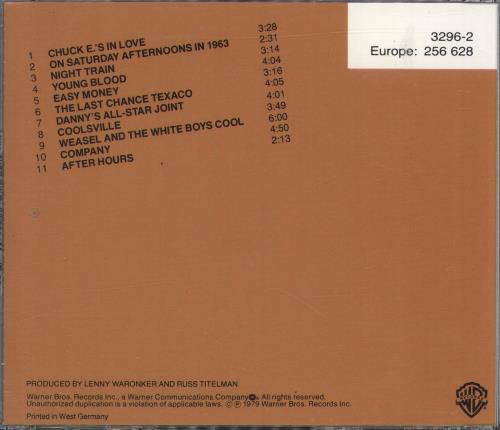 3296-2
Europe: 256 628
1 CHUCK E.'S IN LOVE 3:28
2 ON SATURDAY AFTERNOONS IN 1963 2:31
3 NIGHT TRAIN 3:14
4 YOUNG BLOOD 4:04
5 EASY MONEY 3:16
6 THE LAST CHANCE TEXACO 4:05
7 DANNY'S ALL-STAR JOINT 4:01
8 COOLSVILLE 3:49
9 WEASEL AND THE WHITE BOYS COOL 6:00
10 COMPANY 4:50
11 AFTER HOURS 2:13
PRODUCED BY LENNY WARONKER AND RUSS TITELMAN
Warner Bros. Records Inc., a Warner Communications Company. All rights reserved.
Unauthorized duplication is a violation of applicable laws. © ℗ 1979 Warner Bros. Records Inc.
Printed in West Germany
WB